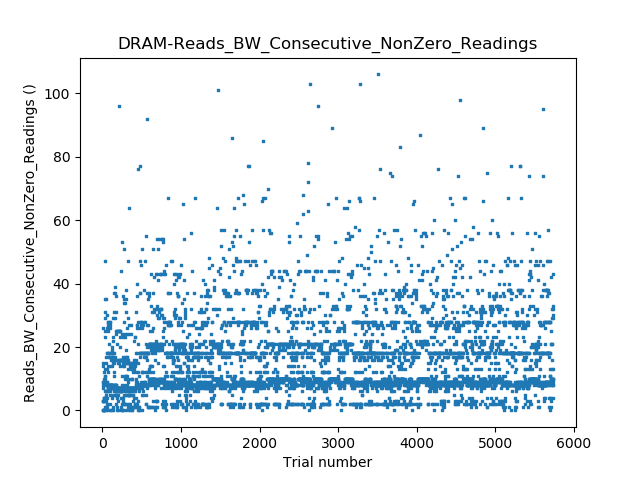 DRAM-Reads_BW_Consecutive_NonZero_Readings
Reads_BW_Consecutive_NonZero_Readings ()
100
80
60
40
20
0
0 1000 2000 3000 4000 5000 6000
Trial number